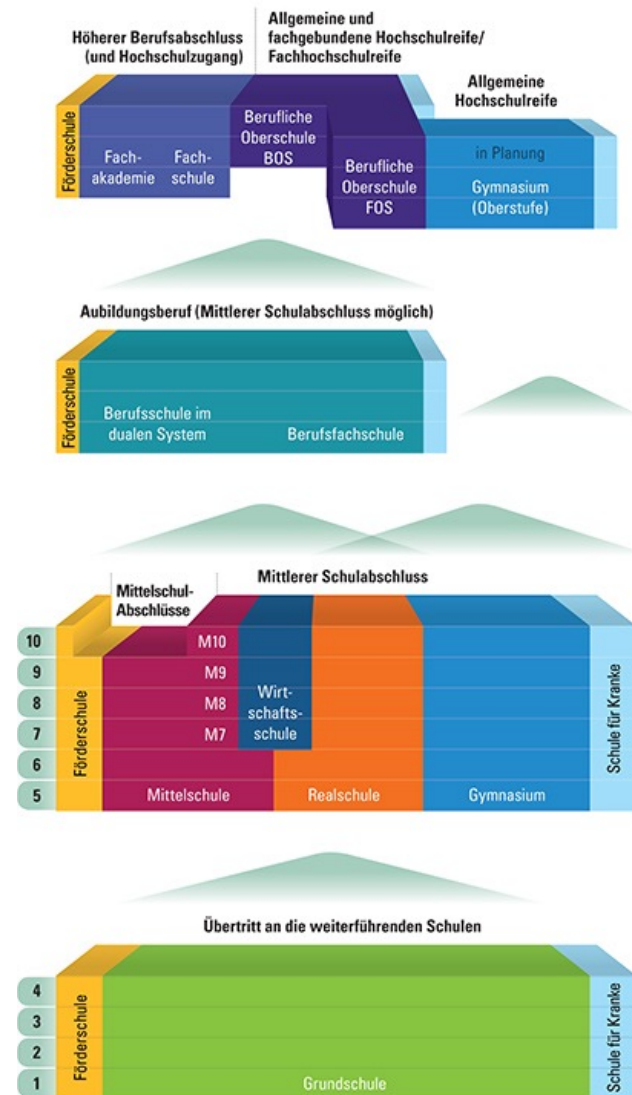 Höherer Berufsabschluss
(und Hochschulzugang)
Allgemeine und
fachgebundene Hochschulreife/
Fachhochschulreife
Allgemeine
Hochschulreife
Förderschule
Fach-
akademie
Fach-
schule
Berufliche
Oberschule
BOS
Berufliche
Oberschule
FOS
in Planung
Gymnasium
(Oberstufe)
Aubildungsberuf (Mittlerer Schulabschluss möglich)
Förderschule
Berufsschule im
dualen System
Berufsfachschule
Mittelschul-
Abschlüsse
Mittlerer Schulabschluss
10
9
8
7
6
5
Förderschule
M10
M9
M8
M7
Mittelschule
Wirt-
schafts-
schule
Realschule
Gymnasium
Schule für Kranke
Übertritt an die weiterführenden Schulen
4
3
2
1
Förderschule
Grundschule
Schule für Kranke